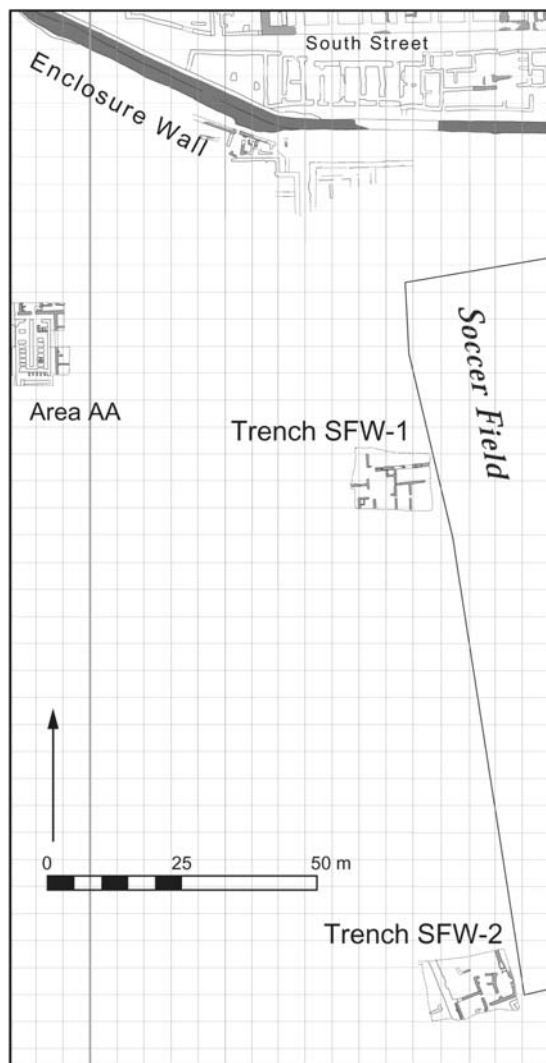 South Street
Enclosure Wall
Soccer Field
Area AA
Trench SFW-1
0 25 50 m
Trench SFW-2